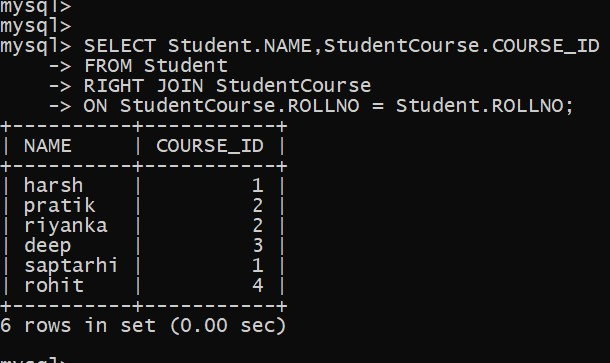 mysql>
mysql>
mysql> SELECT Student.NAME,StudentCourse.COURSE_ID
    -> FROM Student
    -> RIGHT JOIN StudentCourse
    -> ON StudentCourse.ROLLNO = Student.ROLLNO;
+----------+-----------+
| NAME     | COURSE_ID |
+----------+-----------+
| harsh    |         1 |
| pratik   |         2 |
| riyanka  |         2 |
| deep     |         3 |
| saptarhi |         1 |
| rohit    |         4 |
+----------+-----------+
6 rows in set (0.00 sec)

mysql>